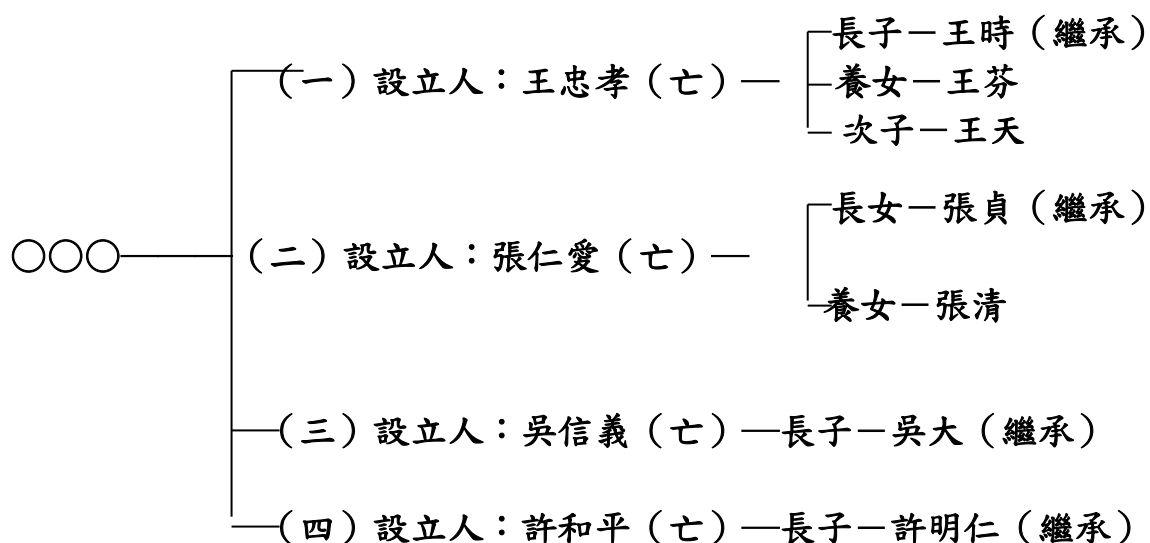 長子－王時（繼承）
（一）設立人：王忠孝（亡）
養女－王芬
次子－王天
長女－張貞（繼承）
○○○
（二）設立人：張仁愛（亡）
養女－張清
（三）設立人：吳信義（亡）—長子－吳大（繼承）
（四）設立人：許和平（亡）—長子－許明仁（繼承）